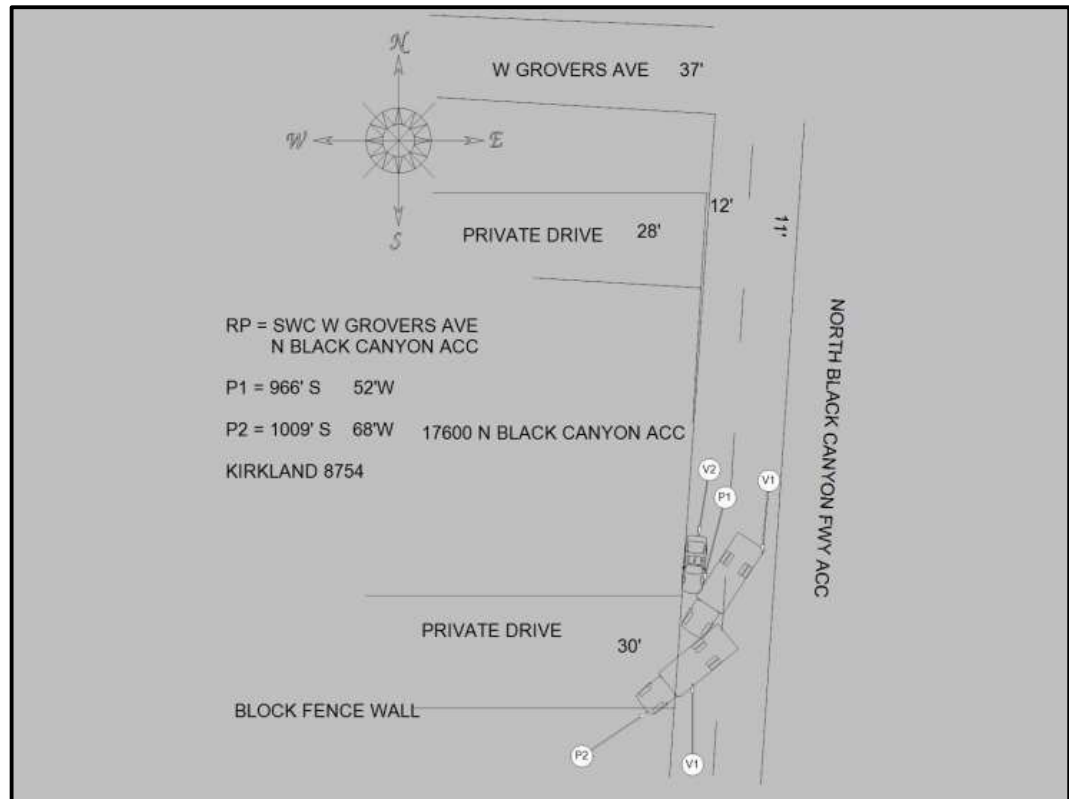 N
W GROVERS AVE 37'
W E
12'
11'
S
PRIVATE DRIVE 28'
NORTH BLACK CANYON FWY ACC
RP = SWC W GROVERS AVE
N BLACK CANYON ACC
P1 = 966' S 52'W
P2 = 1009' S 68'W
17600 N BLACK CANYON ACC
KIRKLAND 8754
V2
V1
P1
PRIVATE DRIVE
30'
BLOCK FENCE WALL
P2
V1